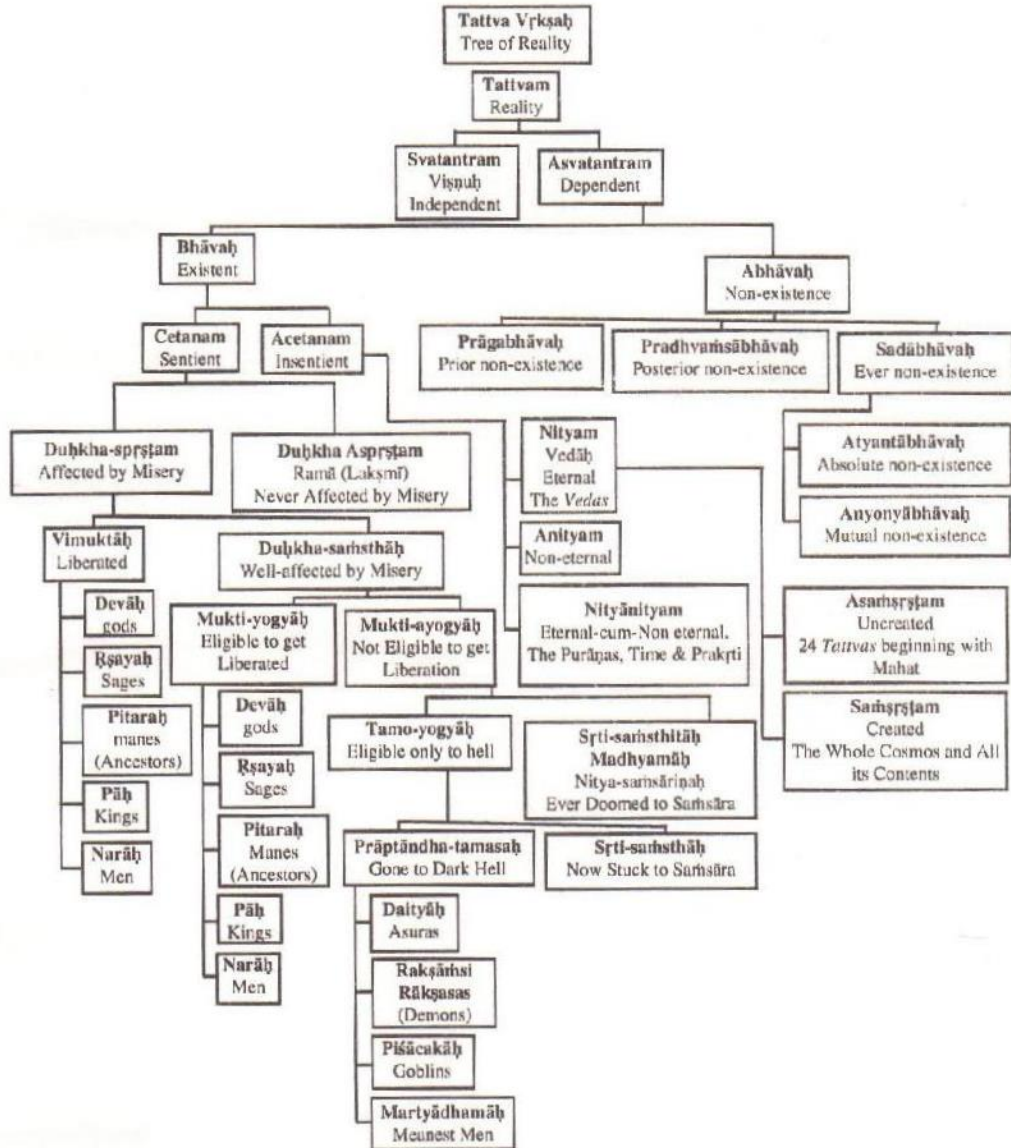 Tattva Vṛkṣaḥ
Tree of Reality
Tattvam
Reality
Svatantram
Viṣṇuḥ
Independent
Asvatantram
Dependent
Bhāvaḥ
Existent
Abhāvaḥ
Non-existence
Cetanam
Sentient
Acetanam
Insentient
Prāgabhāvaḥ
Prior non-existence
Pradhvaṁsābhāvaḥ
Posterior non-existence
Sadābhāvaḥ
Ever non-existence
Duḥkha-spṛṣṭam
Affected by Misery
Duḥkha Aspṛṣṭam
Ramā (Lakṣmī)
Never Affected by Misery
Nityam
Vedāḥ
Eternal
The Vedas
Atyantābhāvaḥ
Absolute non-existence
Anyonyābhāvaḥ
Mutual non-existence
Vimuktāḥ
Liberated
Duḥkha-saṁsthāḥ
Well-affected by Misery
Anityam
Non-eternal
Devāḥ
gods
Ṛṣayaḥ
Sages
Pitaraḥ
manes
(Ancestors)
Pāḥ
Kings
Narāḥ
Men
Mukti-yogyāḥ
Eligible to get
Liberated
Mukti-ayogyāḥ
Not Eligible to get
Liberation
Nityānityam
Eternal-cum-Non eternal.
The Purāṇas, Time & Prakṛti
Asaṁsṛṣṭam
Uncreated
24 Tattvas beginning with
Mahat
Saṁsṛṣṭam
Created
The Whole Cosmos and All
its Contents
Devāḥ
gods
Ṛṣayaḥ
Sages
Pitaraḥ
Manes
(Ancestors)
Pāḥ
Kings
Narāḥ
Men
Tamo-yogyāḥ
Eligible only to hell
Sṛti-saṁsthitāḥ
Madhyamāḥ
Nitya-saṁsāriṇaḥ
Ever Doomed to Saṁsāra
Prāptāndha-tamasaḥ
Gone to Dark Hell
Sṛti-saṁsthāḥ
Now Stuck to Saṁsāra
Daityāḥ
Asuras
Rakṣāṁsi
Rākṣasas
(Demons)
Piśācakāḥ
Goblins
Martyādhamāḥ
Meanest Men